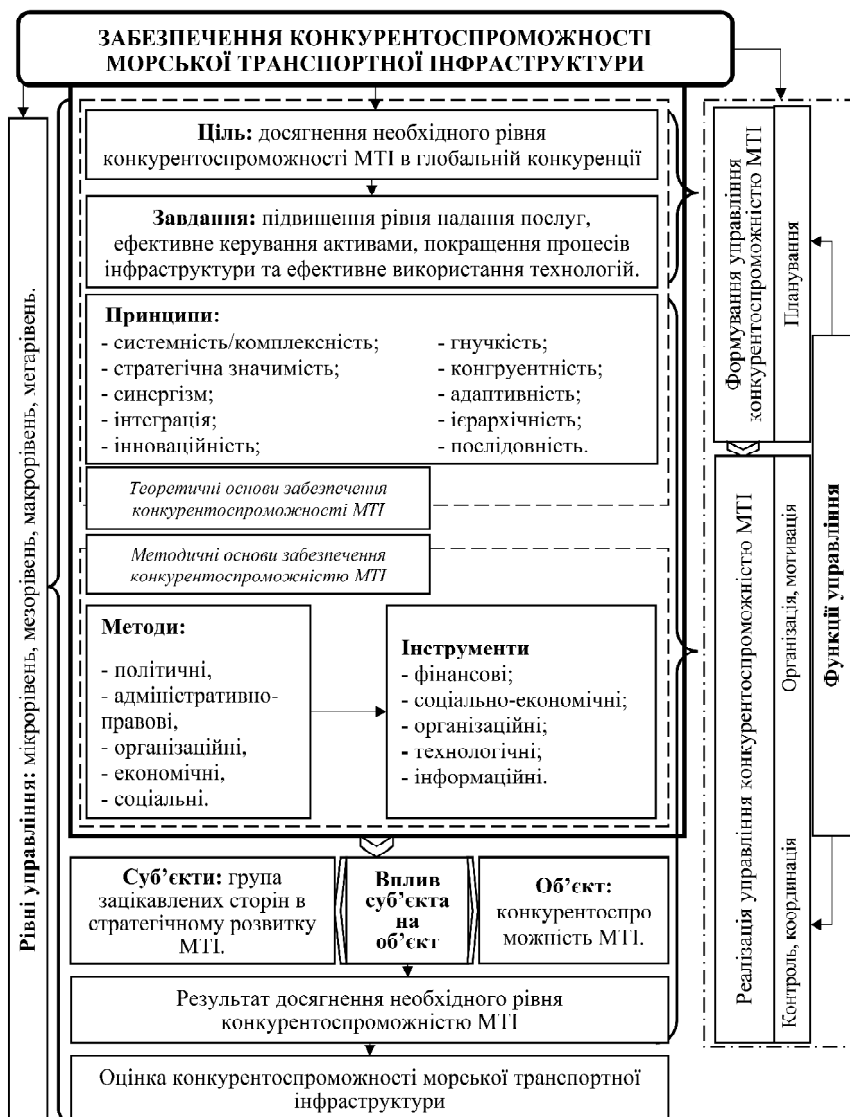 ЗАБЕЗПЕЧЕННЯ КОНКУРЕНТОСПРОМОЖНОСТІ
МОРСЬКОЇ ТРАНСПОРТНОЇ ІНФРАСТРУКТУРИ
Рівні управління: мікрорівень, мезорівень, макрорівень, мегарівень.
Ціль: досягнення необхідного рівня
конкурентоспроможності МТІ в глобальній конкуренції
Завдання: підвищення рівня надання послуг,
ефективне керування активами, покращення процесів
інфраструктури та ефективне використання технологій.
Принципи:
- системність/комплексність;
- стратегічна значимість;
- синергізм;
- інтеграція;
- інноваційність;
- гнучкість;
- конгруентність;
- адаптивність;
- ієрархічність;
- послідовність.
Теоретичні основи забезпечення
конкурентоспроможності МТІ
Методичні основи забезпечення
конкурентоспроможністю МТІ
Методи:
- політичні,
- адміністративно-
правові,
- організаційні,
- економічні,
- соціальні.
Інструменти
- фінансові;
- соціально-економічні;
- організаційні;
- технологічні;
- інформаційні.
Суб’єкти: група
зацікавлених сторін в
стратегічному розвитку
МТІ.
Вплив
суб’єкта
на
об’єкт
Об’єкт:
конкурентоспро
можність МТІ.
Результат досягнення необхідного рівня
конкурентоспроможністю МТІ
Оцінка конкурентоспроможності морської транспортної
інфраструктури
Формування управління
конкурентоспроможністю МТІ
Планування
Реалізація управління конкурентоспроможністю МТІ
Організація, мотивація
Контроль, координація
Функції управління